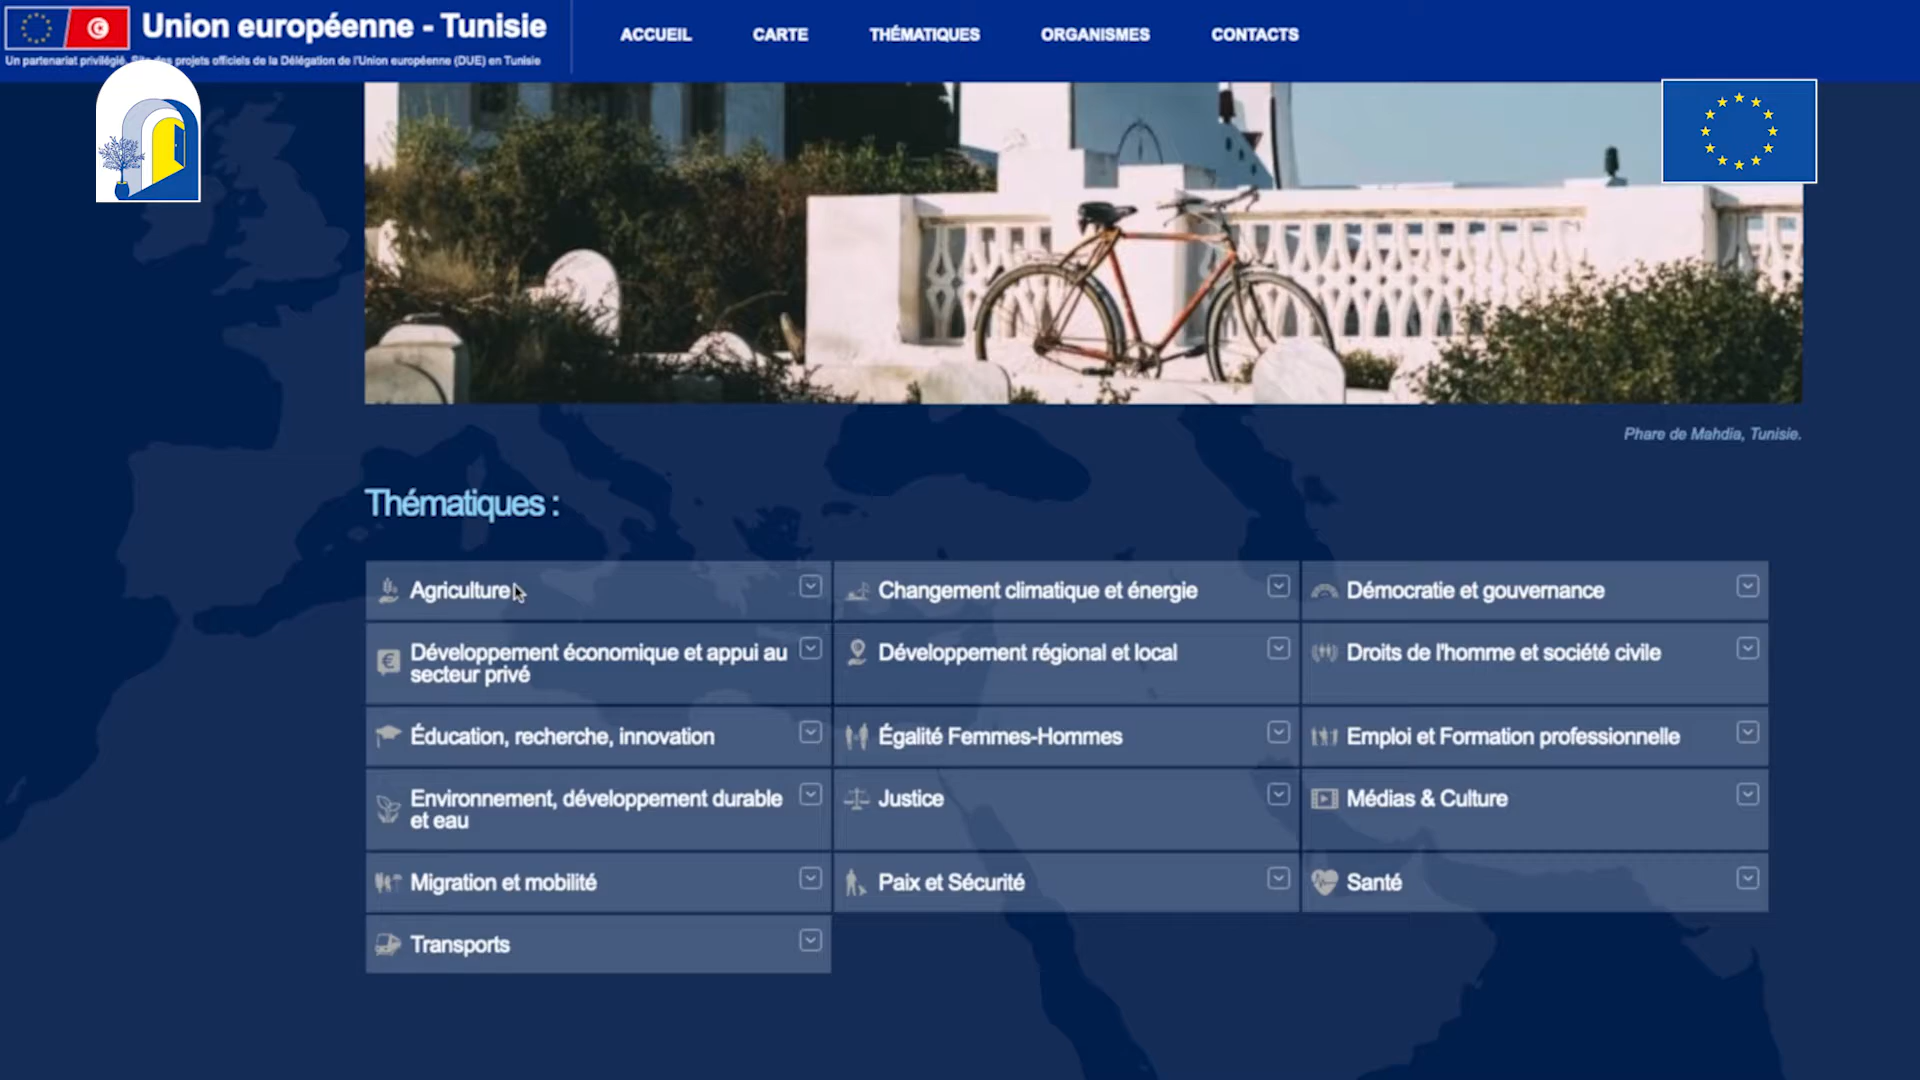 Union européenne - Tunisie
ACCUEIL
CARTE
THÉMATIQUES
ORGANISMES
CONTACTS
Un partenariat privilégié. Site des projets officiels de la Délégation de l'Union européenne (DUE) en Tunisie
Phare de Mahdia, Tunisie.
Thématiques :
Agriculture
Changement climatique et énergie
Démocratie et gouvernance
Développement économique et appui au
secteur privé
Développement régional et local
Droits de l'homme et société civile
Éducation, recherche, innovation
Égalité Femmes-Hommes
Emploi et Formation professionnelle
Environnement, développement durable
et eau
Justice
Médias & Culture
Migration et mobilité
Paix et Sécurité
Santé
Transports